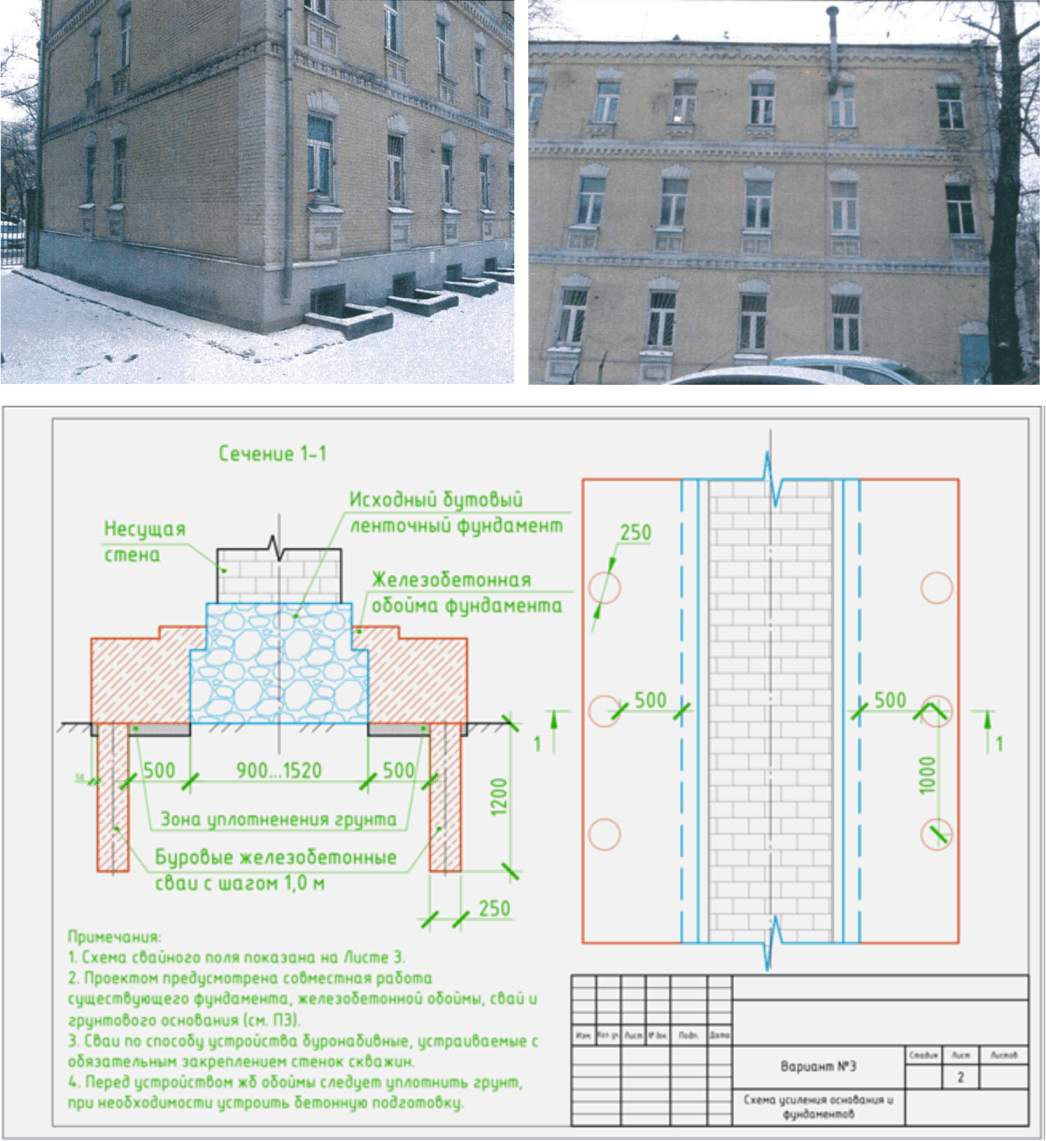 Сечение 1-1
Исходный бутовый
ленточный фундамент
Несущая
стена
Железобетонная
обойма фундамента
50
500
900...1520
500
1200
Зона уплотненения грунта
Буровые железобетонные
сваи с шагом 1,0 м
250
250
500
500
1
1
1000
Примечания:
1. Схема свайного поля показана на Листе 3.
2. Проектом предусмотрена совместная работа
существующего фундамента, железобетонной обоймы, свай и
грунтового основания (см. ПЗ).
3. Сваи по способу устройства буронабивные, устраиваемые с
обязательным закреплением стенок скважин.
4. Перед устройством жб обоймы следует уплотнить грунт,
при необходимости устроить бетонную подготовку.
Изм. Кол.уч. Лист № док. Подп. Дата
Вариант №3
Стадия Лист Листов
2
Схема усиления основания и
фундаментов